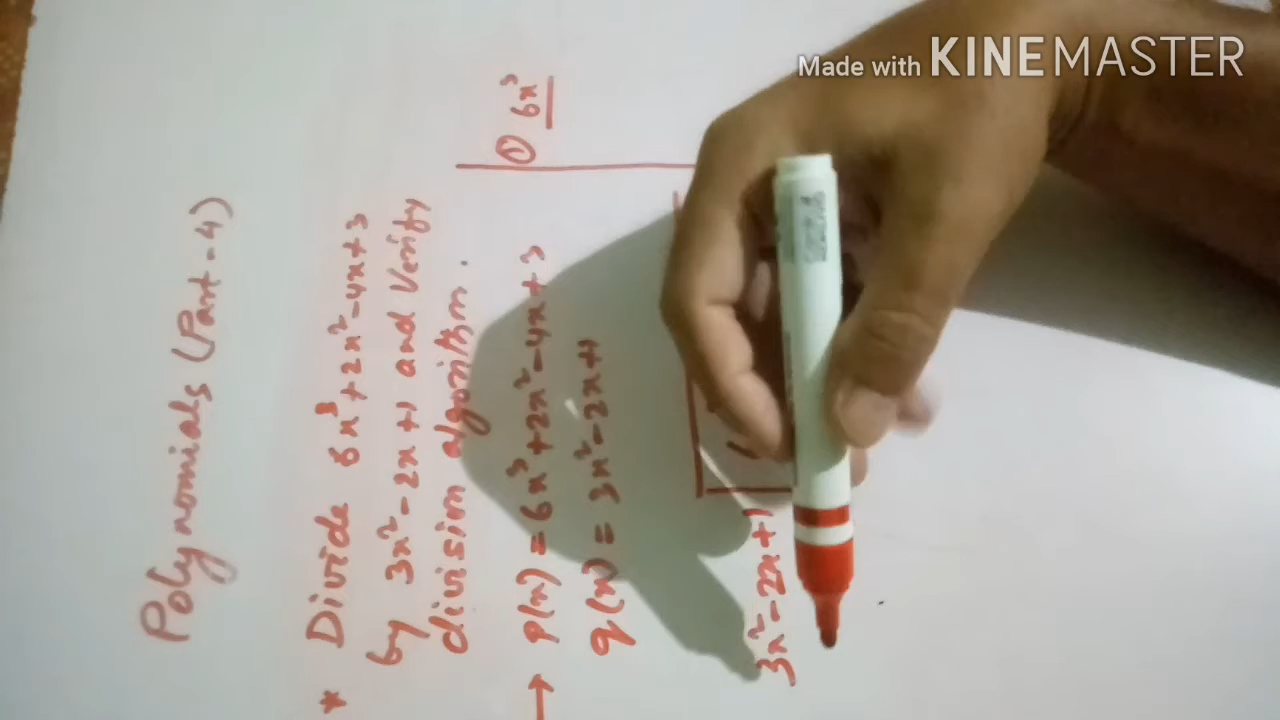 Made with KINEMASTER
Polynomials (Part-4)
* Divide 6x³+2x²-4x+3
by 3x²-2x+1 and Verify
division algorithm.
→ p(x) = 6x³+2x²-4x+3
q(x) = 3x²-2x+1
① 6x³
3x²-2x+1